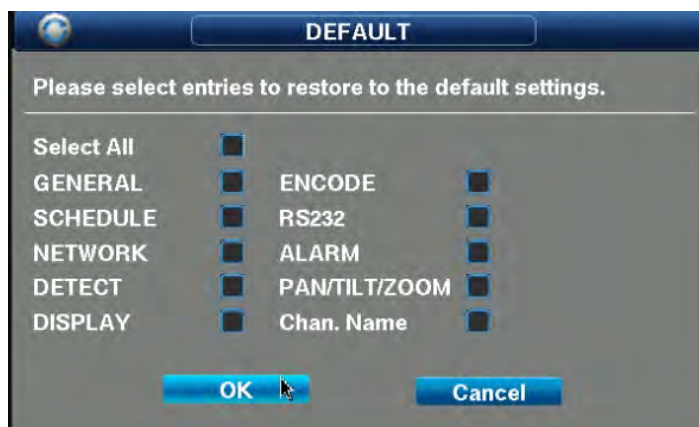 DEFAULT
Please select entries to restore to the default settings.
Select All
GENERAL ENCODE
SCHEDULE RS232
NETWORK ALARM
DETECT PAN/TILT/ZOOM
DISPLAY Chan. Name
OK Cancel